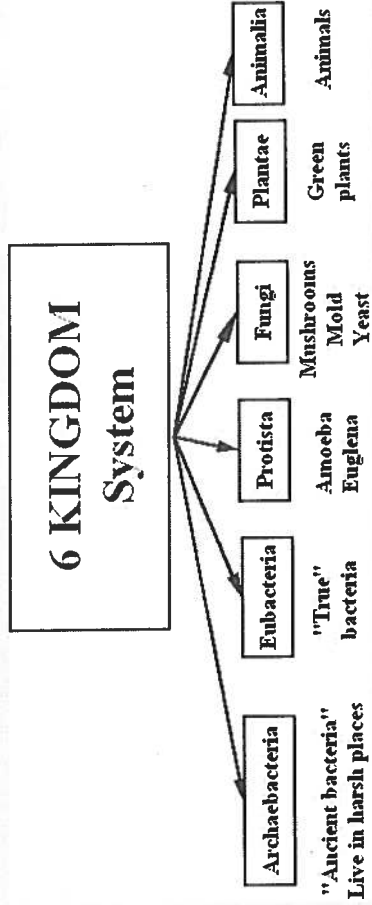 6 KINGDOM
System
Archaebacteria
"Ancient bacteria"
Live in harsh places
Eubacteria
"True"
bacteria
Protista
Amoeba
Euglena
Fungi
Mushrooms
Mold
Yeast
Plantae
Green
plants
Animalia
Animals